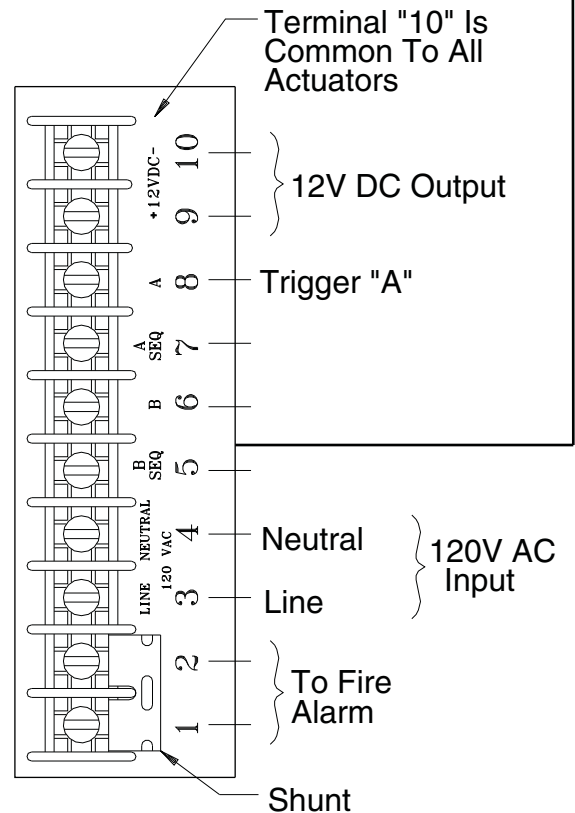 Terminal "10" Is
Common To All
Actuators
+12VDC-
10
9
12V DC Output
A
8
Trigger "A"
A
SEQ
7
B
6
B
SEQ
5
NEUTRAL
4
Neutral
LINE
120 VAC
3
Line
120V AC
Input
2
1
To Fire
Alarm
Shunt